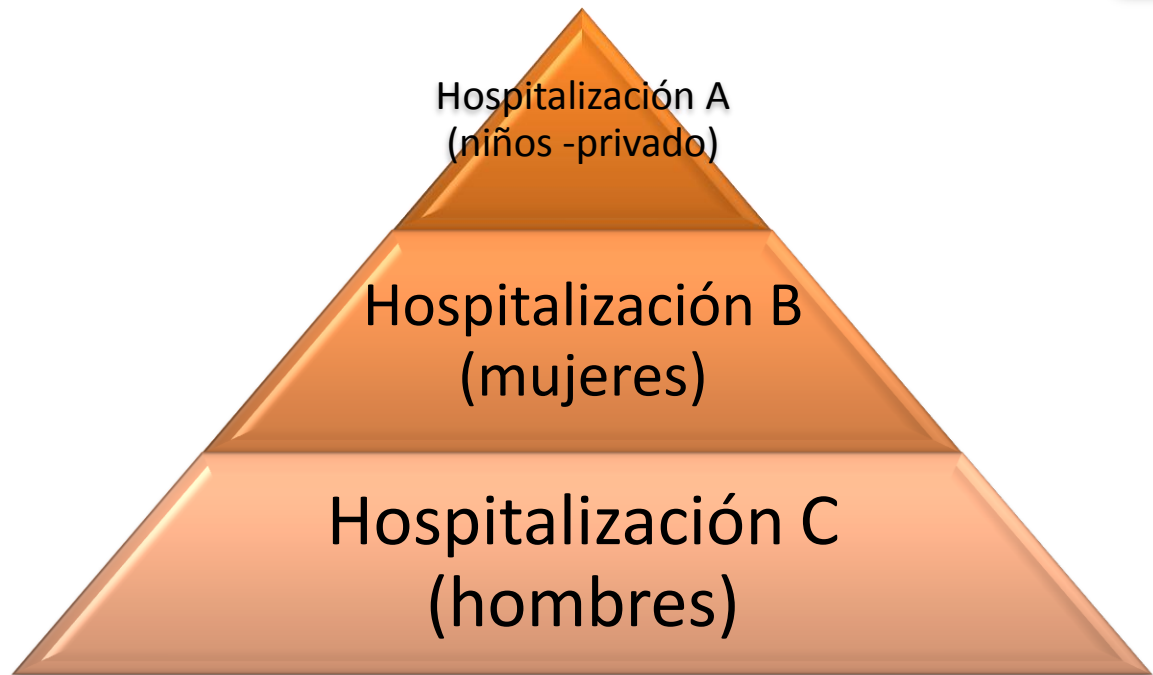 Hospitalización A
(niños -privado)
Hospitalización B
(mujeres)
Hospitalización C
(hombres)